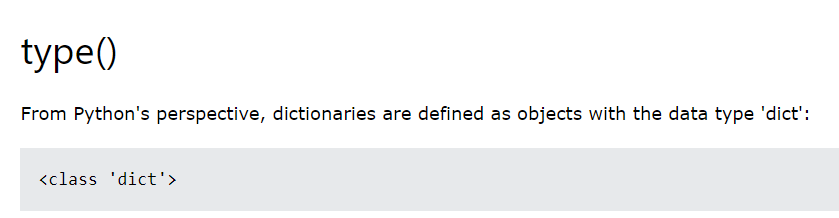 type()
From Python's perspective, dictionaries are defined as objects with the data type 'dict':
<class 'dict'>